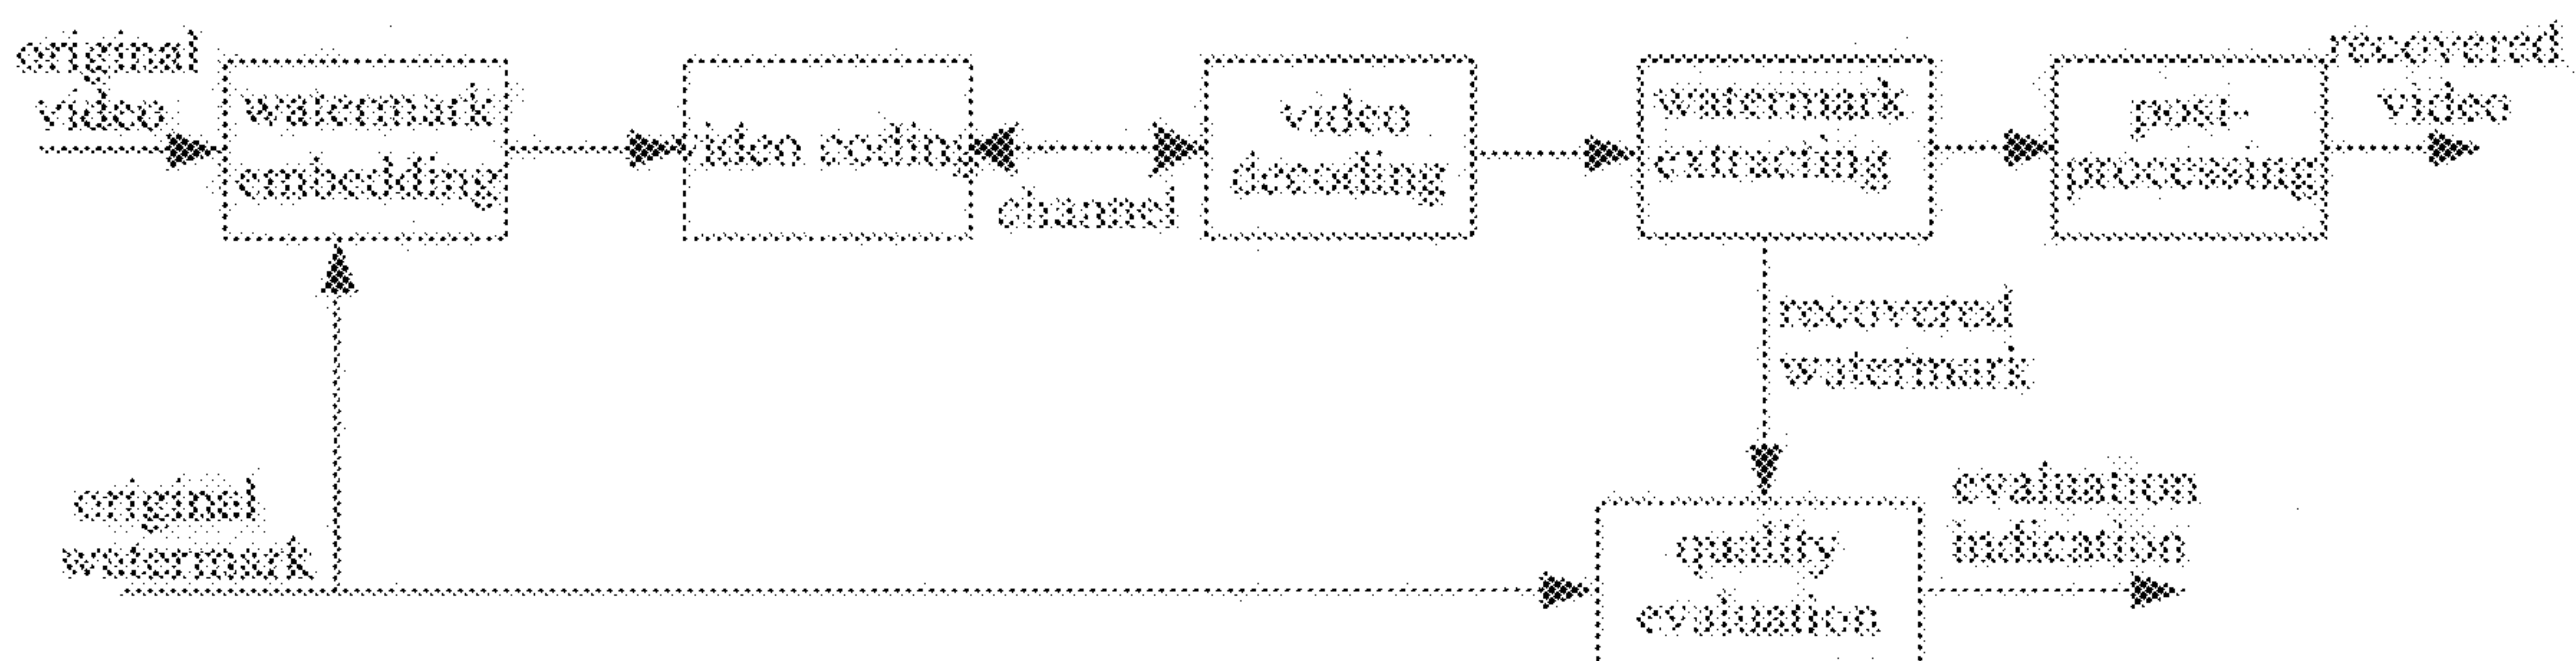 original
video
watermark
embedding
video coding
channel
video
decoding
watermark
extracting
post-
processing
recovered
video
recovered
watermark
original
watermark
quality
evaluation
evaluation
indication